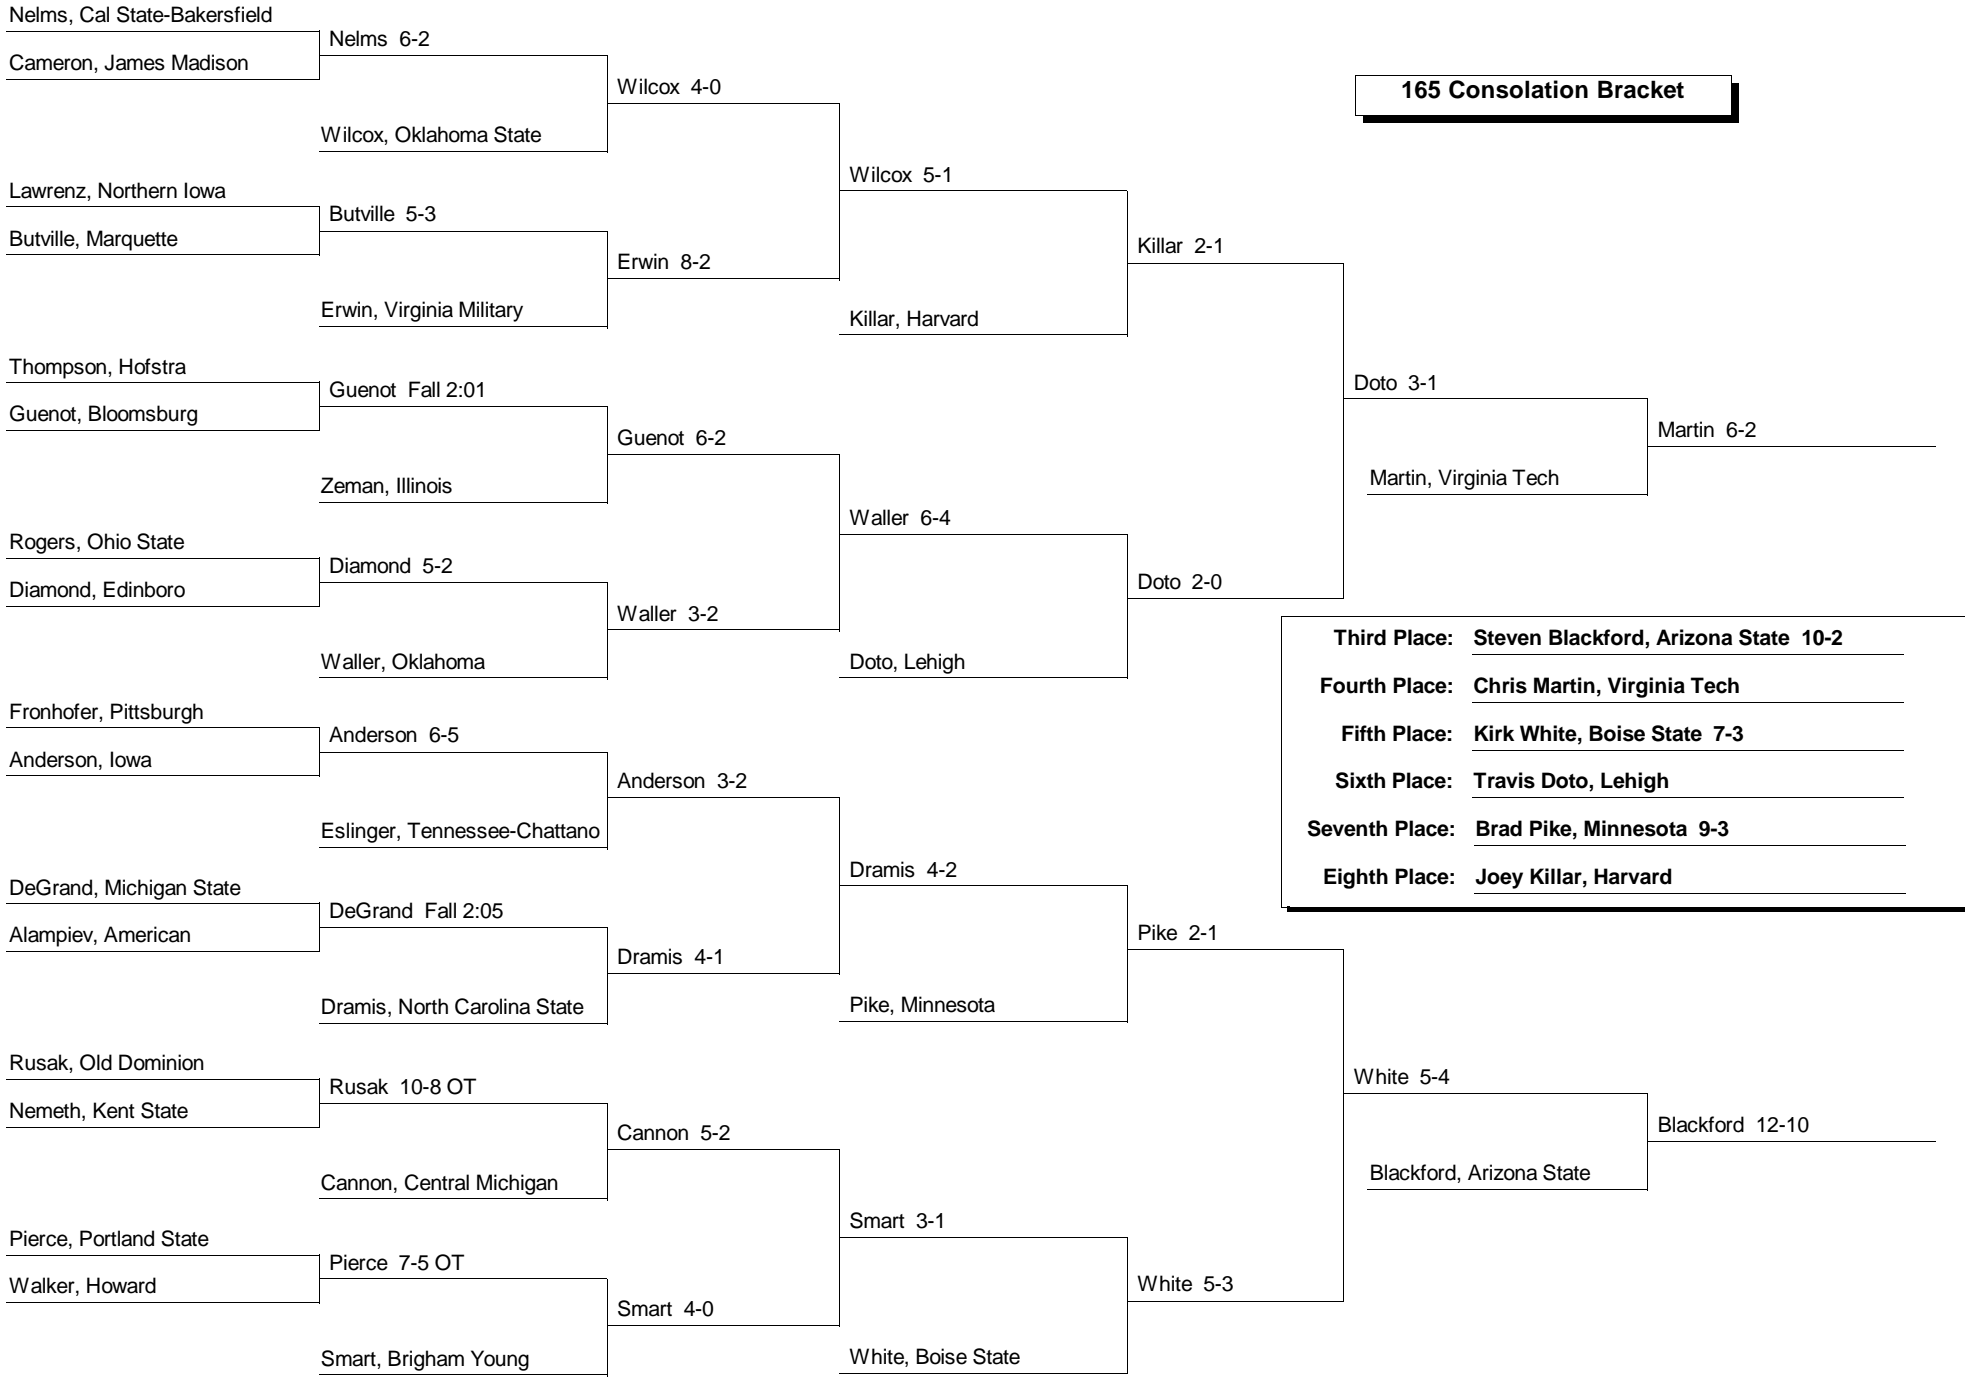 Nelms, Cal State-Bakersfield
Nelms 6-2
Cameron, James Madison
Wilcox 4-0
165 Consolation Bracket
Wilcox, Oklahoma State
Wilcox 5-1
Lawrenz, Northern Iowa
Butville 5-3
Butville, Marquette
Killar 2-1
Erwin 8-2
Erwin, Virginia Military
Killar, Harvard
Thompson, Hofstra
Guenot Fall 2:01
Doto 3-1
Guenot, Bloomsburg
Guenot 6-2
Martin 6-2
Zeman, Illinois
Martin, Virginia Tech
Waller 6-4
Rogers, Ohio State
Diamond 5-2
Diamond, Edinboro
Doto 2-0
Waller 3-2
Waller, Oklahoma
Doto, Lehigh
Third Place: Steven Blackford, Arizona State 10-2
Fourth Place: Chris Martin, Virginia Tech
Fifth Place: Kirk White, Boise State 7-3
Sixth Place: Travis Doto, Lehigh
Seventh Place: Brad Pike, Minnesota 9-3
Eighth Place: Joey Killar, Harvard
Fronhofer, Pittsburgh
Anderson 6-5
Anderson, Iowa
Anderson 3-2
Eslinger, Tennessee-Chattano
Dramis 4-2
DeGrand, Michigan State
DeGrand Fall 2:05
Alampiev, American
Pike 2-1
Dramis 4-1
Dramis, North Carolina State
Pike, Minnesota
Rusak, Old Dominion
Rusak 10-8 OT
White 5-4
Nemeth, Kent State
Cannon 5-2
Blackford 12-10
Cannon, Central Michigan
Blackford, Arizona State
Smart 3-1
Pierce, Portland State
Pierce 7-5 OT
Walker, Howard
White 5-3
Smart 4-0
Smart, Brigham Young
White, Boise State